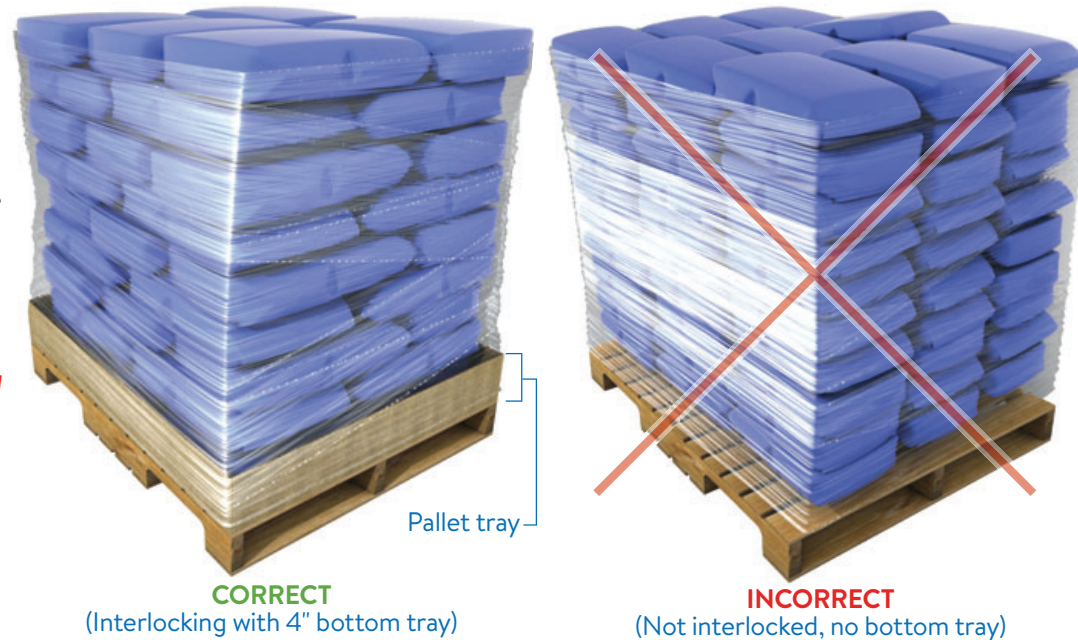 Pallet tray
CORRECT
(Interlocking with 4" bottom tray)
INCORRECT
(Not interlocked, no bottom tray)